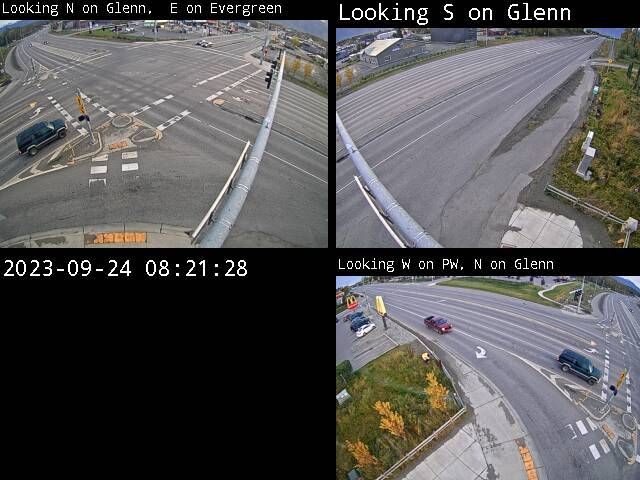 Looking N on Glenn,  E on Evergreen
Looking S on Glenn
2023-09-24 08:21:28
Looking W on PW, N on Glenn